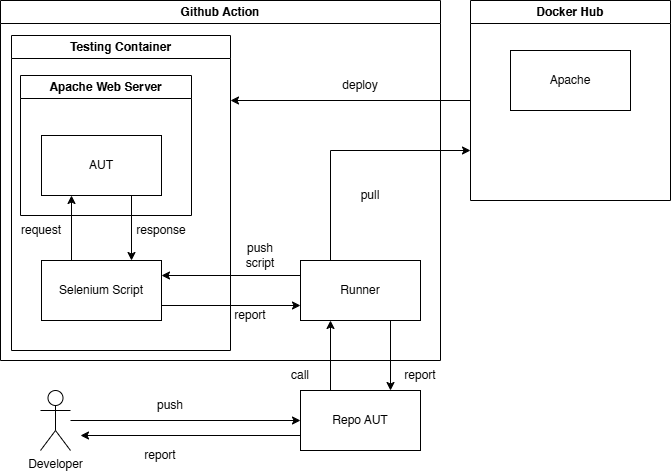 Github Action
Docker Hub
Testing Container
Apache Web Server
Apache
deploy
AUT
pull
request
response
push
script
Selenium Script
Runner
report
call
report
push
Repo AUT
report
Developer